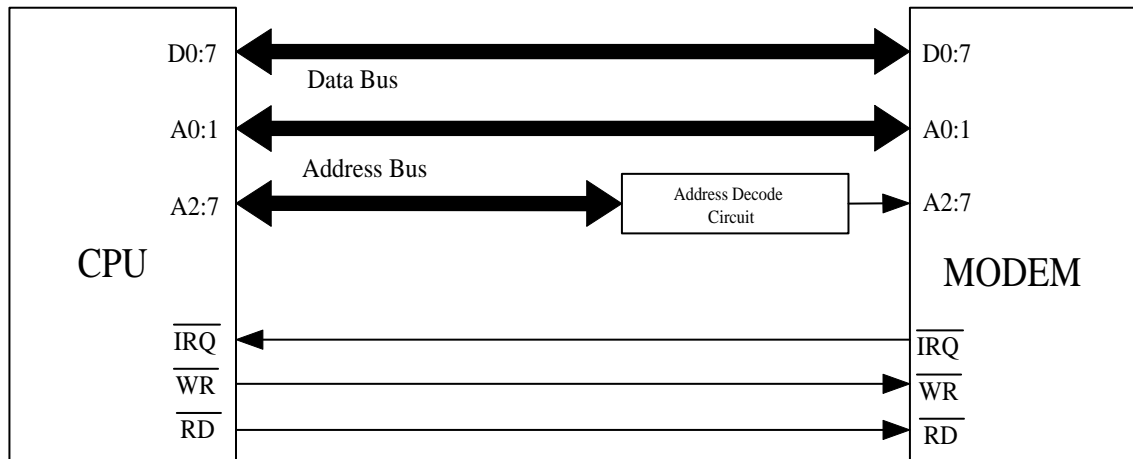 D0:7
D0:7
Data Bus
A0:1
A0:1
Address Bus
A2:7
Address Decode
Circuit
A2:7
CPU
MODEM
IRQ
IRQ
WR
WR
RD
RD